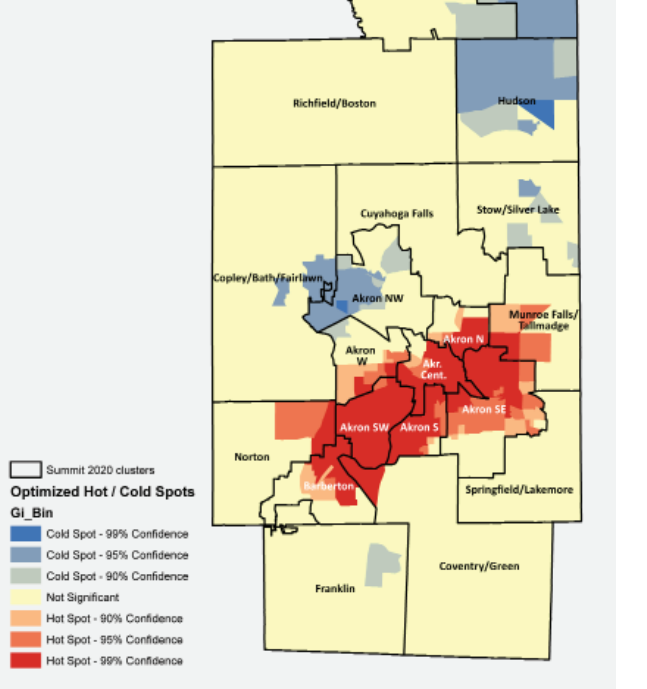 Richfield/Boston
Hudson
Cuyahoga Falls
Stow/Silver Lake
Copley/Bath/Fairlawn
Akron NW
Munroe Falls/
Tallmadge
Akron N
Akron
W
Akr.
Cent.
Akron SE
Akron SW
Akron S
Norton
Barberton
Springfield/Lakemore
Coventry/Green
Franklin
Summit 2020 clusters
Optimized Hot / Cold Spots
Gi_Bin
Cold Spot - 99% Confidence
Cold Spot - 95% Confidence
Cold Spot - 90% Confidence
Not Significant
Hot Spot - 90% Confidence
Hot Spot - 95% Confidence
Hot Spot - 99% Confidence